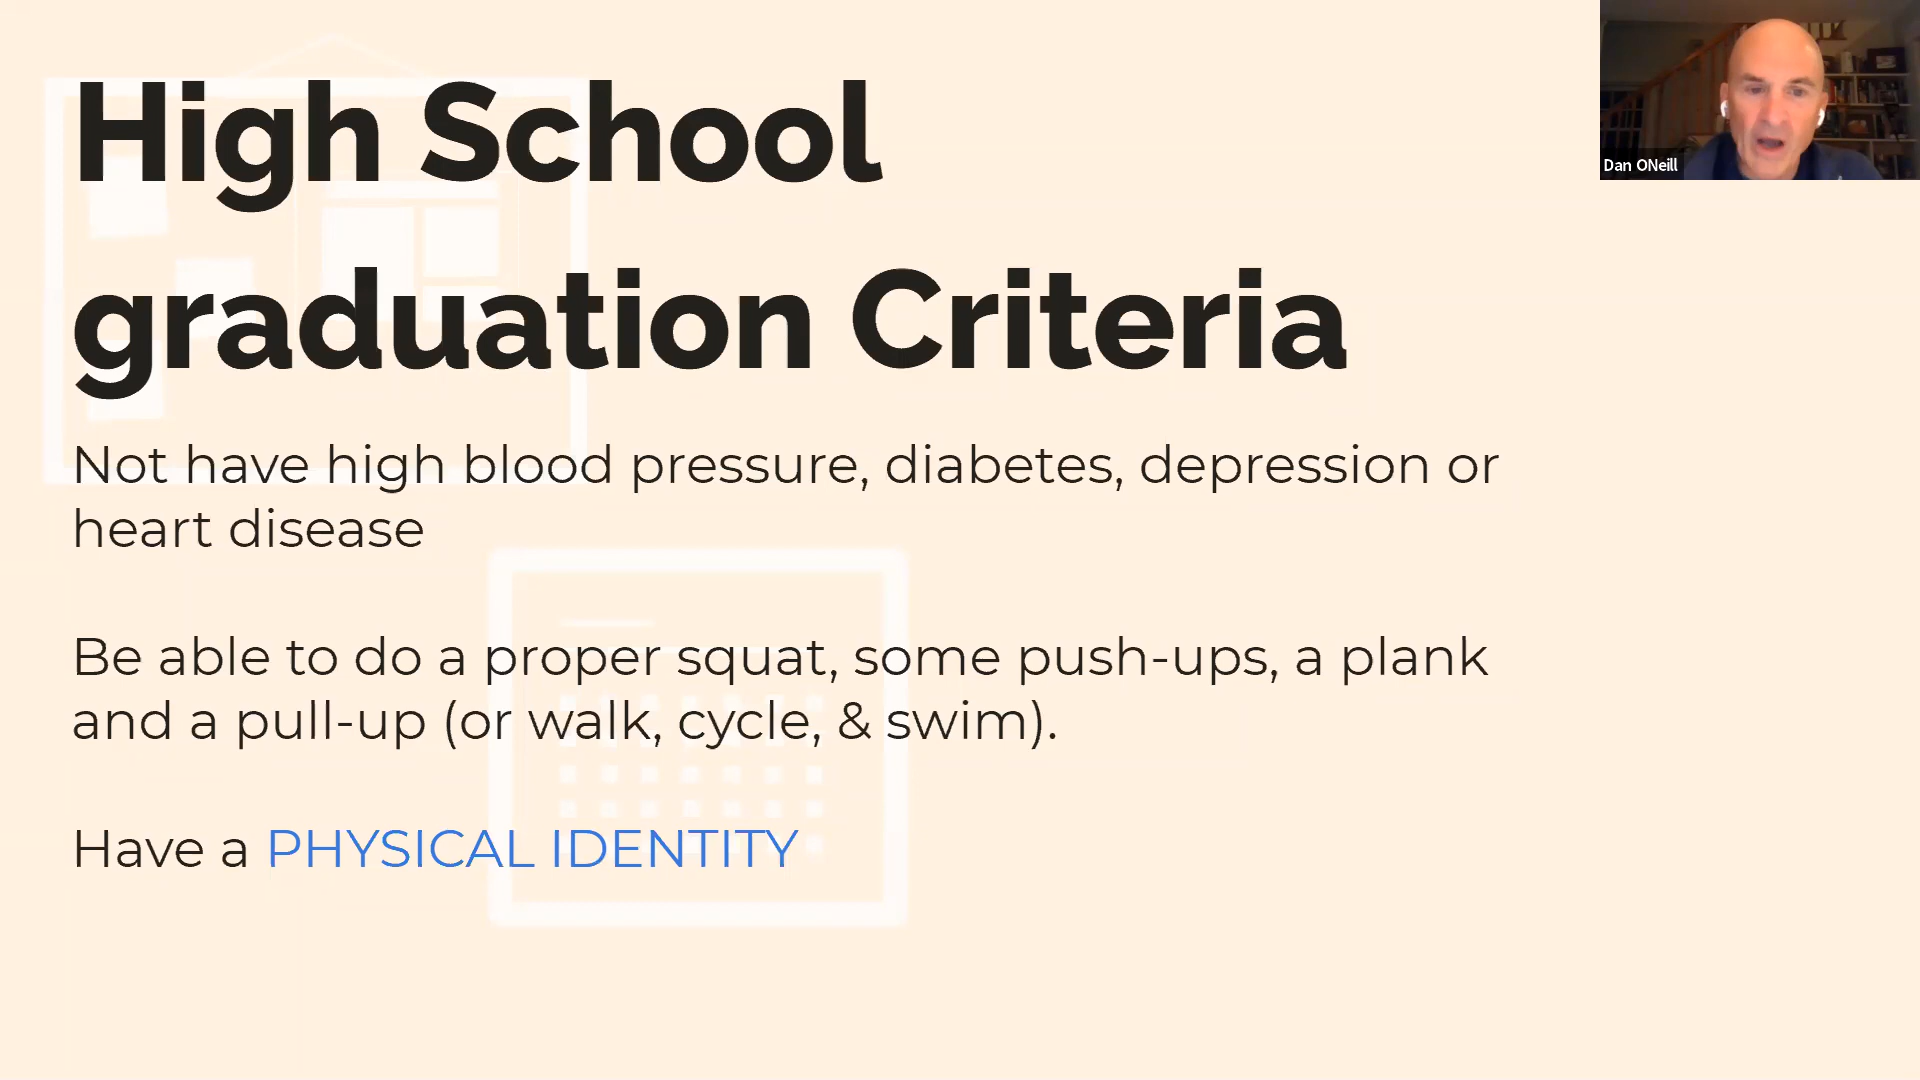 High School
graduation Criteria
Not have high blood pressure, diabetes, depression or
heart disease
Be able to do a proper squat, some push-ups, a plank
and a pull-up (or walk, cycle, & swim).
Have a PHYSICAL IDENTITY
Dan ONeill